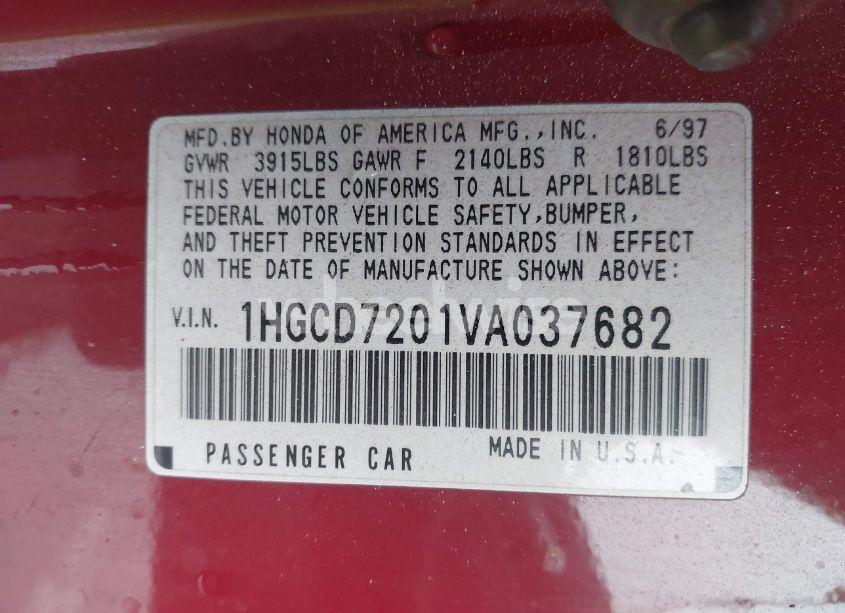 MFD.BY HONDA OF AMERICA MFG.,INC. 6/97
GVWR 3915LBS GAWR F 2140LBS R 1810LBS
THIS VEHICLE CONFORMS TO ALL APPLICABLE
FEDERAL MOTOR VEHICLE SAFETY,BUMPER,
AND THEFT PREVENTION STANDARDS IN EFFECT
ON THE DATE OF MANUFACTURE SHOWN ABOVE:
V.I.N. 1HGCD7201VA037682
PASSENGER CAR MADE IN U.S.A.